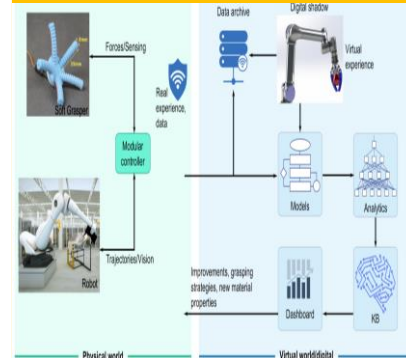 Data archive
Digital shadow
Forces/Sensing
Virtual
experience
Soft Grasper
Real
experience,
data
Modular
controller
Models
Analytics
Robot
Trajectories/Vision
Improvements, grasping
strategies, new material
properties
Dashboard
KB
Physical world
Virtual world/digital